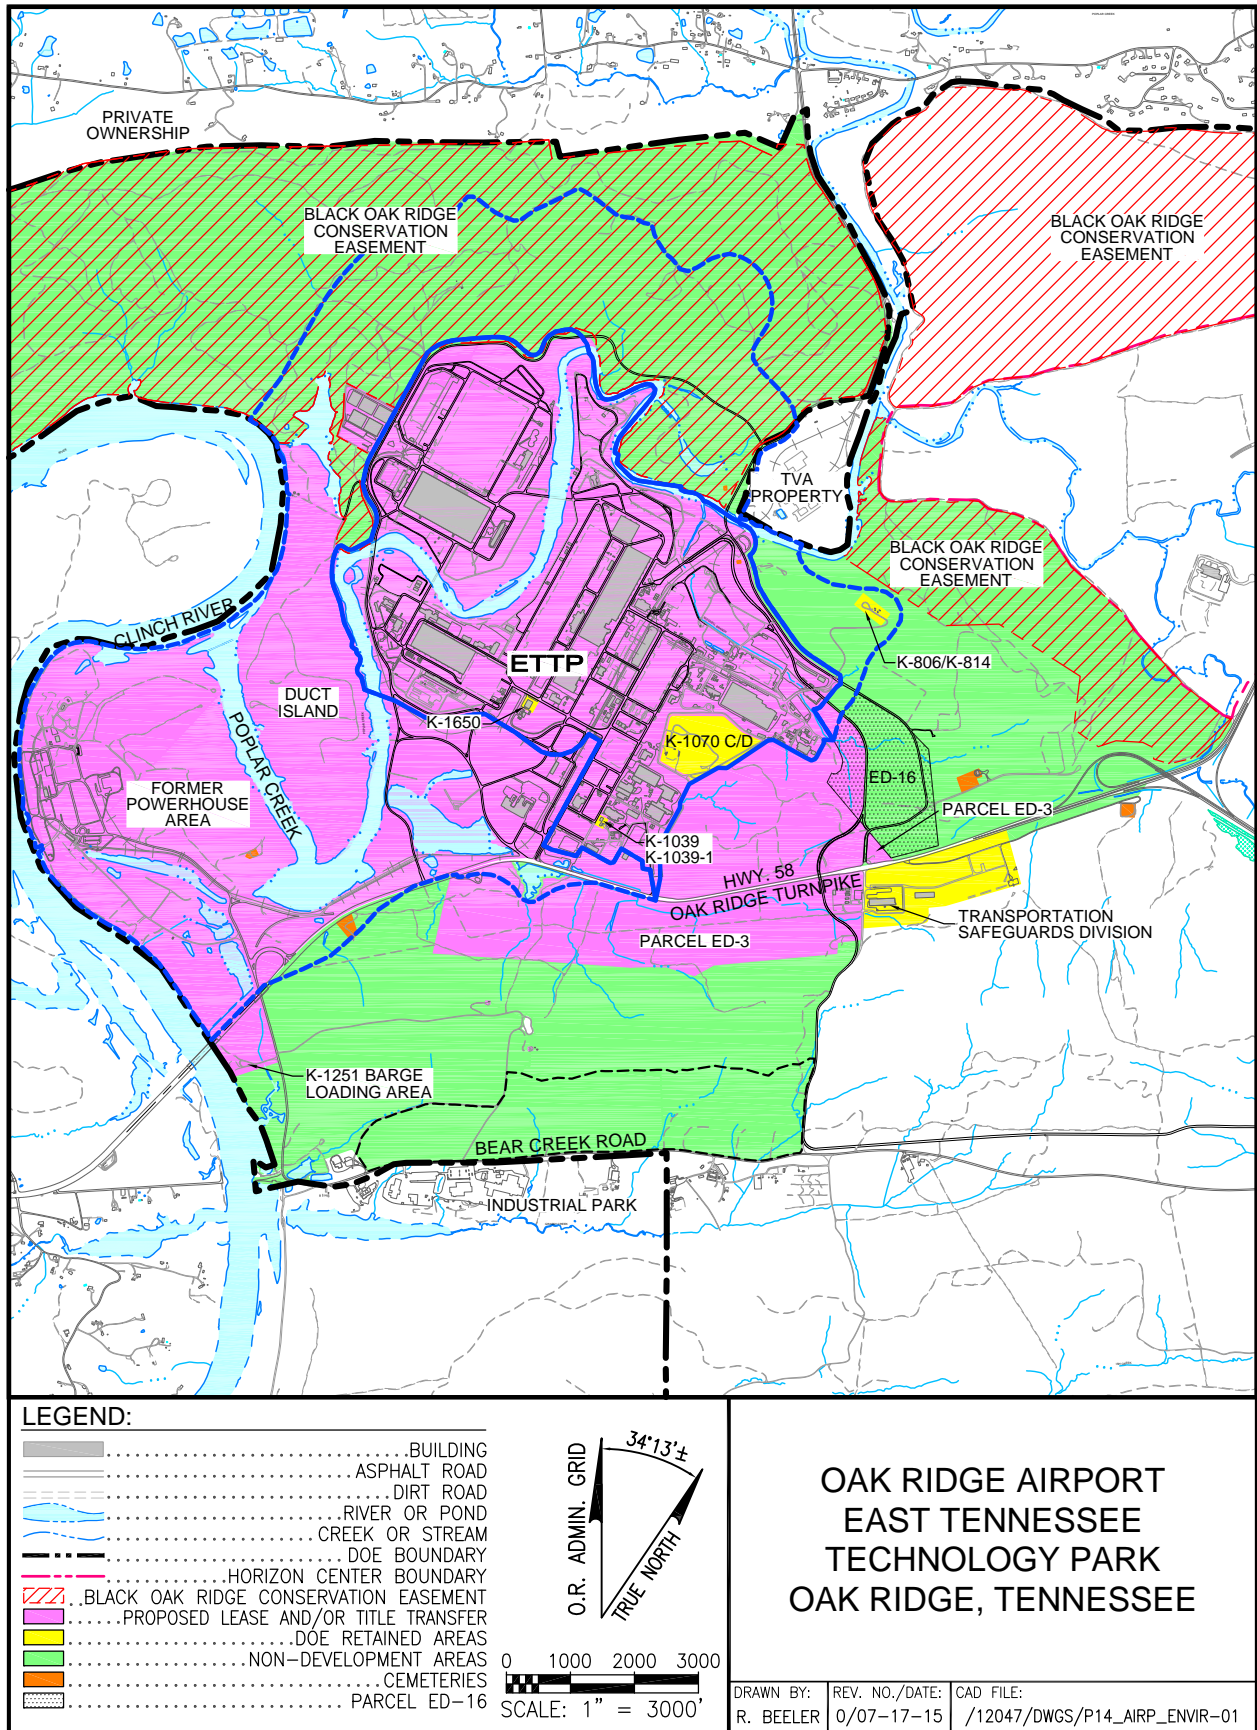 PRIVATE
OWNERSHIP
BLACK OAK RIDGE
CONSERVATION
EASEMENT
BLACK OAK RIDGE
CONSERVATION
EASEMENT
TVA
PROPERTY
BLACK OAK RIDGE
CONSERVATION
EASEMENT
CLINCH RIVER
K-806/K-814
ETTP
DUCT
ISLAND
K-1650
POPLAR CREEK
K-1070 C/D
ED-16
FORMER
POWERHOUSE
AREA
PARCEL ED-3
K-1039
K-1039-1
HWY. 58
OAK RIDGE TURNPIKE
TRANSPORTATION
SAFEGUARDS DIVISION
PARCEL ED-3
K-1251 BARGE
LOADING AREA
BEAR CREEK ROAD
INDUSTRIAL PARK
LEGEND:
BUILDING
ASPHALT ROAD
DIRT ROAD
RIVER OR POND
CREEK OR STREAM
DOE BOUNDARY
HORIZON CENTER BOUNDARY
BLACK OAK RIDGE CONSERVATION EASEMENT
PROPOSED LEASE AND/OR TITLE TRANSFER
DOE RETAINED AREAS
NON-DEVELOPMENT AREAS
CEMETERIES
PARCEL ED-16
34°13'±
O.R. ADMIN. GRID
TRUE NORTH
0 1000 2000 3000
SCALE: 1" = 3000'
OAK RIDGE AIRPORT
EAST TENNESSEE
TECHNOLOGY PARK
OAK RIDGE, TENNESSEE
DRAWN BY:
R. BEELER
REV. NO./DATE:
0/07-17-15
CAD FILE:
/12047/DWGS/P14_AIRP_ENVIR-01